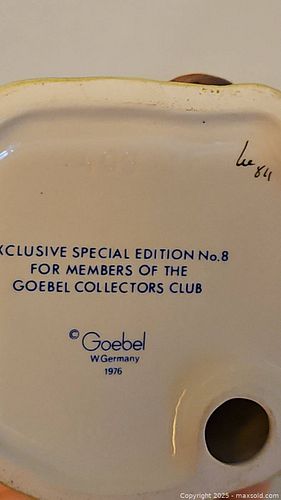 XCLUSIVE SPECIAL EDITION No.8
FOR MEMBERS OF THE
GOEBEL COLLECTORS CLUB
© Goebel
W.Germany
1976
Copyright © 2025 - maxsold.com